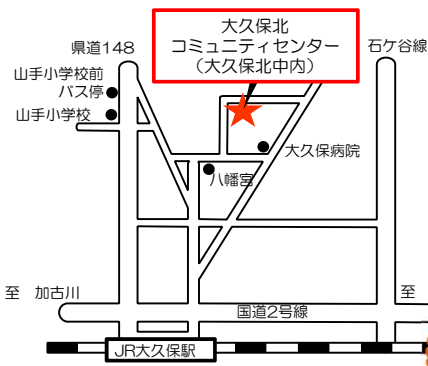 大久保北
コミュニティセンター
（大久保北中内）
県道148
石ケ谷線
山手小学校前
バス停
山手小学校
大久保病院
八幡宮
至 加古川
至
国道2号線
JR大久保駅